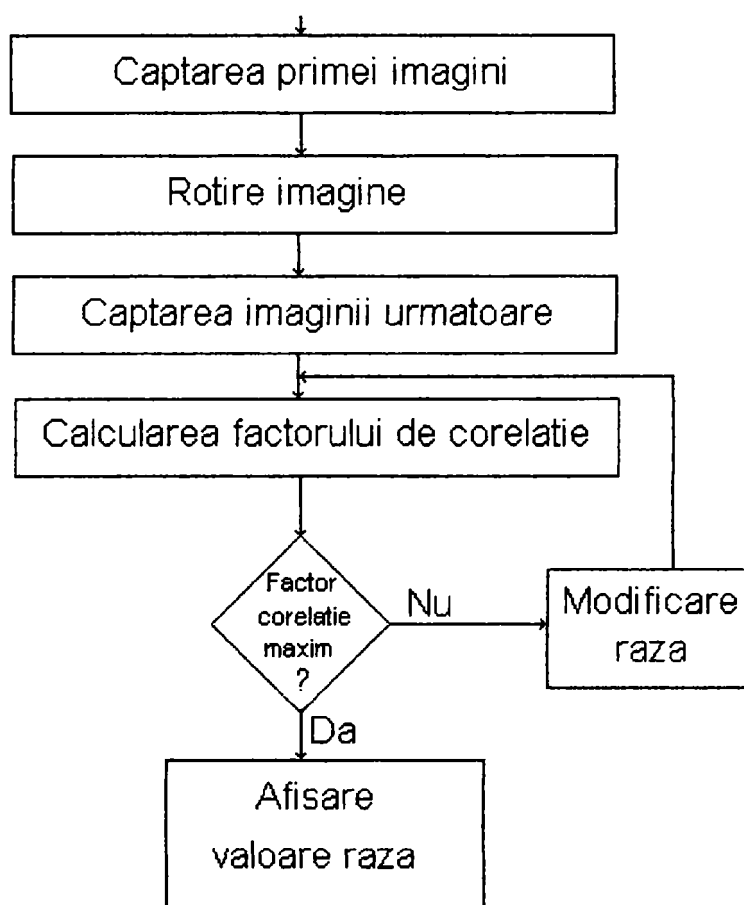 Captarea primei imagini
Rotire imagine
Captarea imaginii urmatoare
Calcularea factorului de corelatie
Factor
corelatie
maxim
?
Nu
Modificare
raza
Da
Afisare
valoare raza